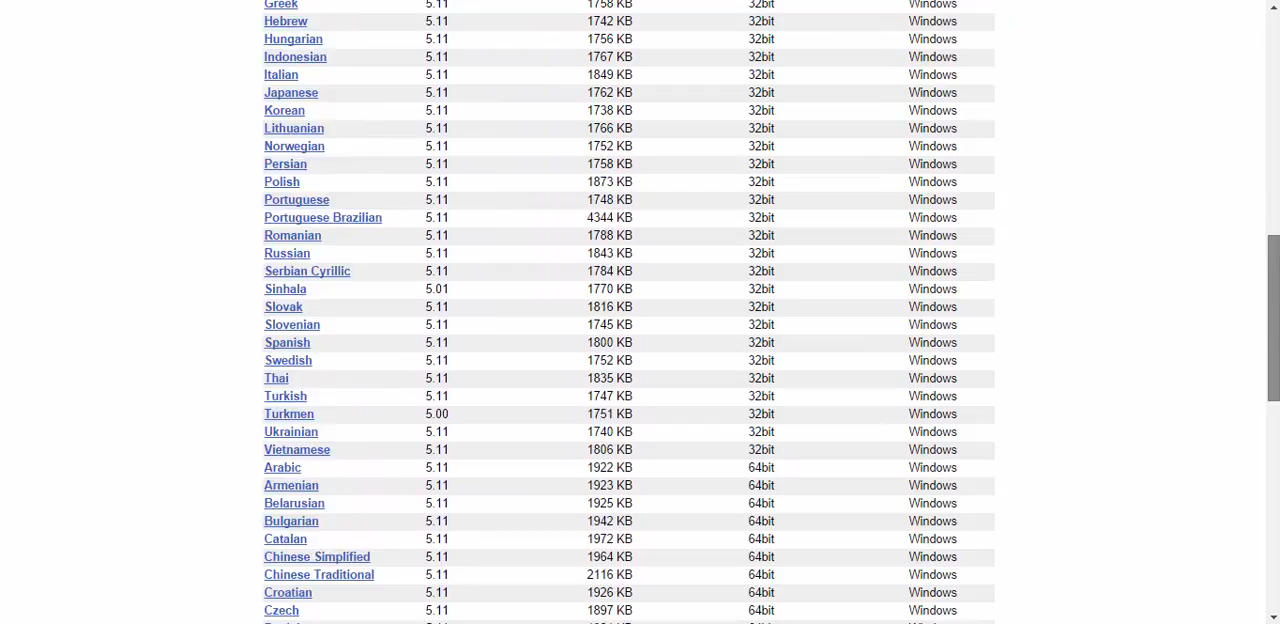 Greek 5.11 1758 KB 32bit Windows
Hebrew 5.11 1742 KB 32bit Windows
Hungarian 5.11 1756 KB 32bit Windows
Indonesian 5.11 1767 KB 32bit Windows
Italian 5.11 1849 KB 32bit Windows
Japanese 5.11 1762 KB 32bit Windows
Korean 5.11 1738 KB 32bit Windows
Lithuanian 5.11 1766 KB 32bit Windows
Norwegian 5.11 1752 KB 32bit Windows
Persian 5.11 1758 KB 32bit Windows
Polish 5.11 1873 KB 32bit Windows
Portuguese 5.11 1748 KB 32bit Windows
Portuguese Brazilian 5.11 4344 KB 32bit Windows
Romanian 5.11 1788 KB 32bit Windows
Russian 5.11 1843 KB 32bit Windows
Serbian Cyrillic 5.11 1784 KB 32bit Windows
Sinhala 5.01 1770 KB 32bit Windows
Slovak 5.11 1816 KB 32bit Windows
Slovenian 5.11 1745 KB 32bit Windows
Spanish 5.11 1800 KB 32bit Windows
Swedish 5.11 1752 KB 32bit Windows
Thai 5.11 1835 KB 32bit Windows
Turkish 5.11 1747 KB 32bit Windows
Turkmen 5.00 1751 KB 32bit Windows
Ukrainian 5.11 1740 KB 32bit Windows
Vietnamese 5.11 1806 KB 32bit Windows
Arabic 5.11 1922 KB 64bit Windows
Armenian 5.11 1923 KB 64bit Windows
Belarusian 5.11 1925 KB 64bit Windows
Bulgarian 5.11 1942 KB 64bit Windows
Catalan 5.11 1972 KB 64bit Windows
Chinese Simplified 5.11 1964 KB 64bit Windows
Chinese Traditional 5.11 2116 KB 64bit Windows
Croatian 5.11 1926 KB 64bit Windows
Czech 5.11 1897 KB 64bit Windows